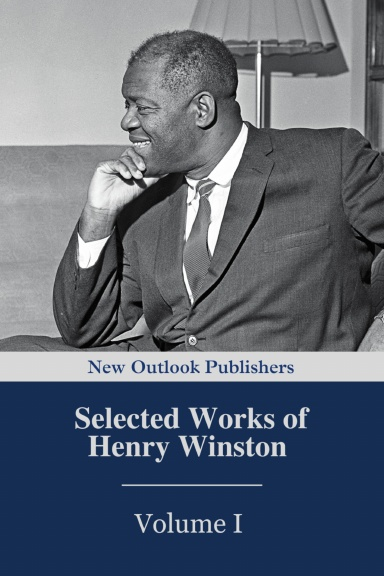 New Outlook Publishers
Selected Works of
Henry Winston
Volume I